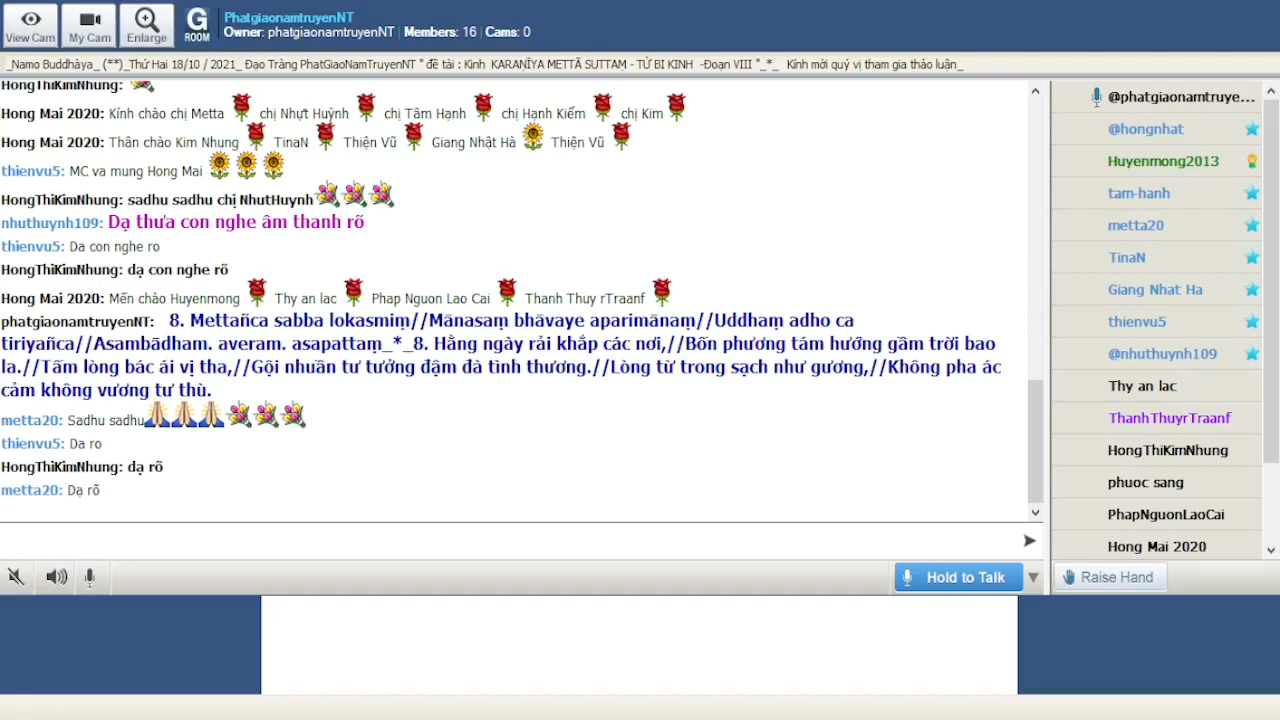 View Cam
My Cam
Enlarge
G
ROOM
PhatgiaonamtruyenNT
Owner: phatgiaonamtruyenNT | Members: 16 | Cams: 0
_Namo Buddhàya_ (**)_Thứ Hai 18/10 / 2021_ Đạo Tràng PhatGiaoNamTruyenNT " đề tài : Kinh KARAṆĪYA METTĀ SUTTAM - TỪ BI KINH -Đoạn VIII "_*_ Kính mời quý vị tham gia thảo luận_
HongThiKimNhung:
Hong Mai 2020: Kính chào chị Metta chị Nhựt Huỳnh chị Tâm Hạnh chị Hạnh Kiểm chị Kim
Hong Mai 2020: Thân chào Kim Nhung TinaN Thiện Vũ Giang Nhật Hà Thiện Vũ
thienvu5: MC va mung Hong Mai
HongThiKimNhung: sadhu sadhu chị NhutHuynh
nhuthuynh109: Dạ thưa con nghe âm thanh rõ
thienvu5: Da con nghe ro
HongThiKimNhung: dạ con nghe rõ
Hong Mai 2020: Mến chào Huyenmong Thy an lac Phap Nguon Lao Cai Thanh Thuy rTraanf
phatgiaonamtruyenNT: 8. Mettañca sabba lokasmiṃ//Mānasaṃ bhāvaye aparimānaṃ//Uddhaṃ adho ca
tiriyañca//Asambādham. averam. asapattaṃ_*_8. Hằng ngày rải khắp các nơi,//Bốn phương tám hướng gầm trời bao
la.//Tấm lòng bác ái vị tha,//Gội nhuần tư tưởng đậm đà tình thương.//Lòng từ trong sạch như gương,//Không pha ác
cảm không vương tư thù.
metta20: Sadhu sadhu
thienvu5: Da ro
HongThiKimNhung: dạ rõ
metta20: Dạ rõ
@phatgiaonamtruye...
@hongnhat
Huyenmong2013
tam-hanh
metta20
TinaN
Giang Nhat Ha
thienvu5
@nhuthuynh109
Thy an lac
ThanhThuyrTraanf
HongThiKimNhung
phuoc sang
PhapNguonLaoCai
Hong Mai 2020
Hold to Talk
Raise Hand